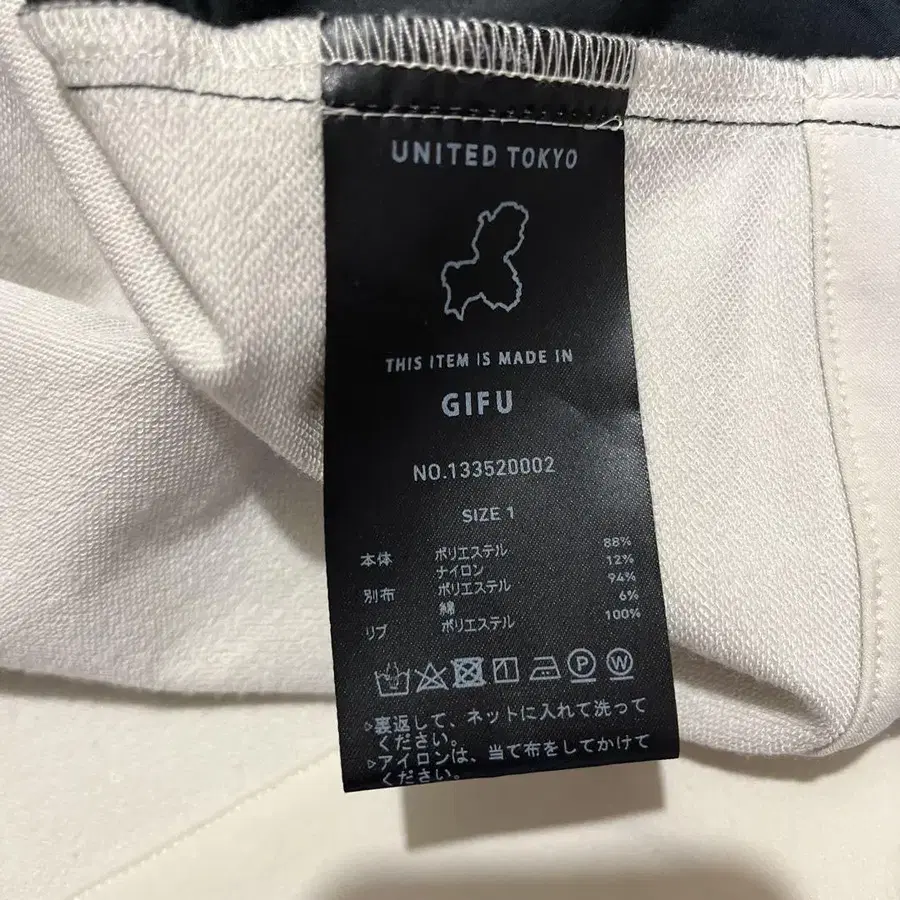 UNITED TOKYO
THIS ITEM IS MADE IN
GIFU
NO.133520002
SIZE 1
本体 ポリエステル 88%
ナイロン 12%
別布 ポリエステル 94%
綿 6%
リブ ポリエステル 100%
P W
▷裏返して、ネットに入れて洗って
ください。
▷アイロンは、当て布をしてかけて
ください。